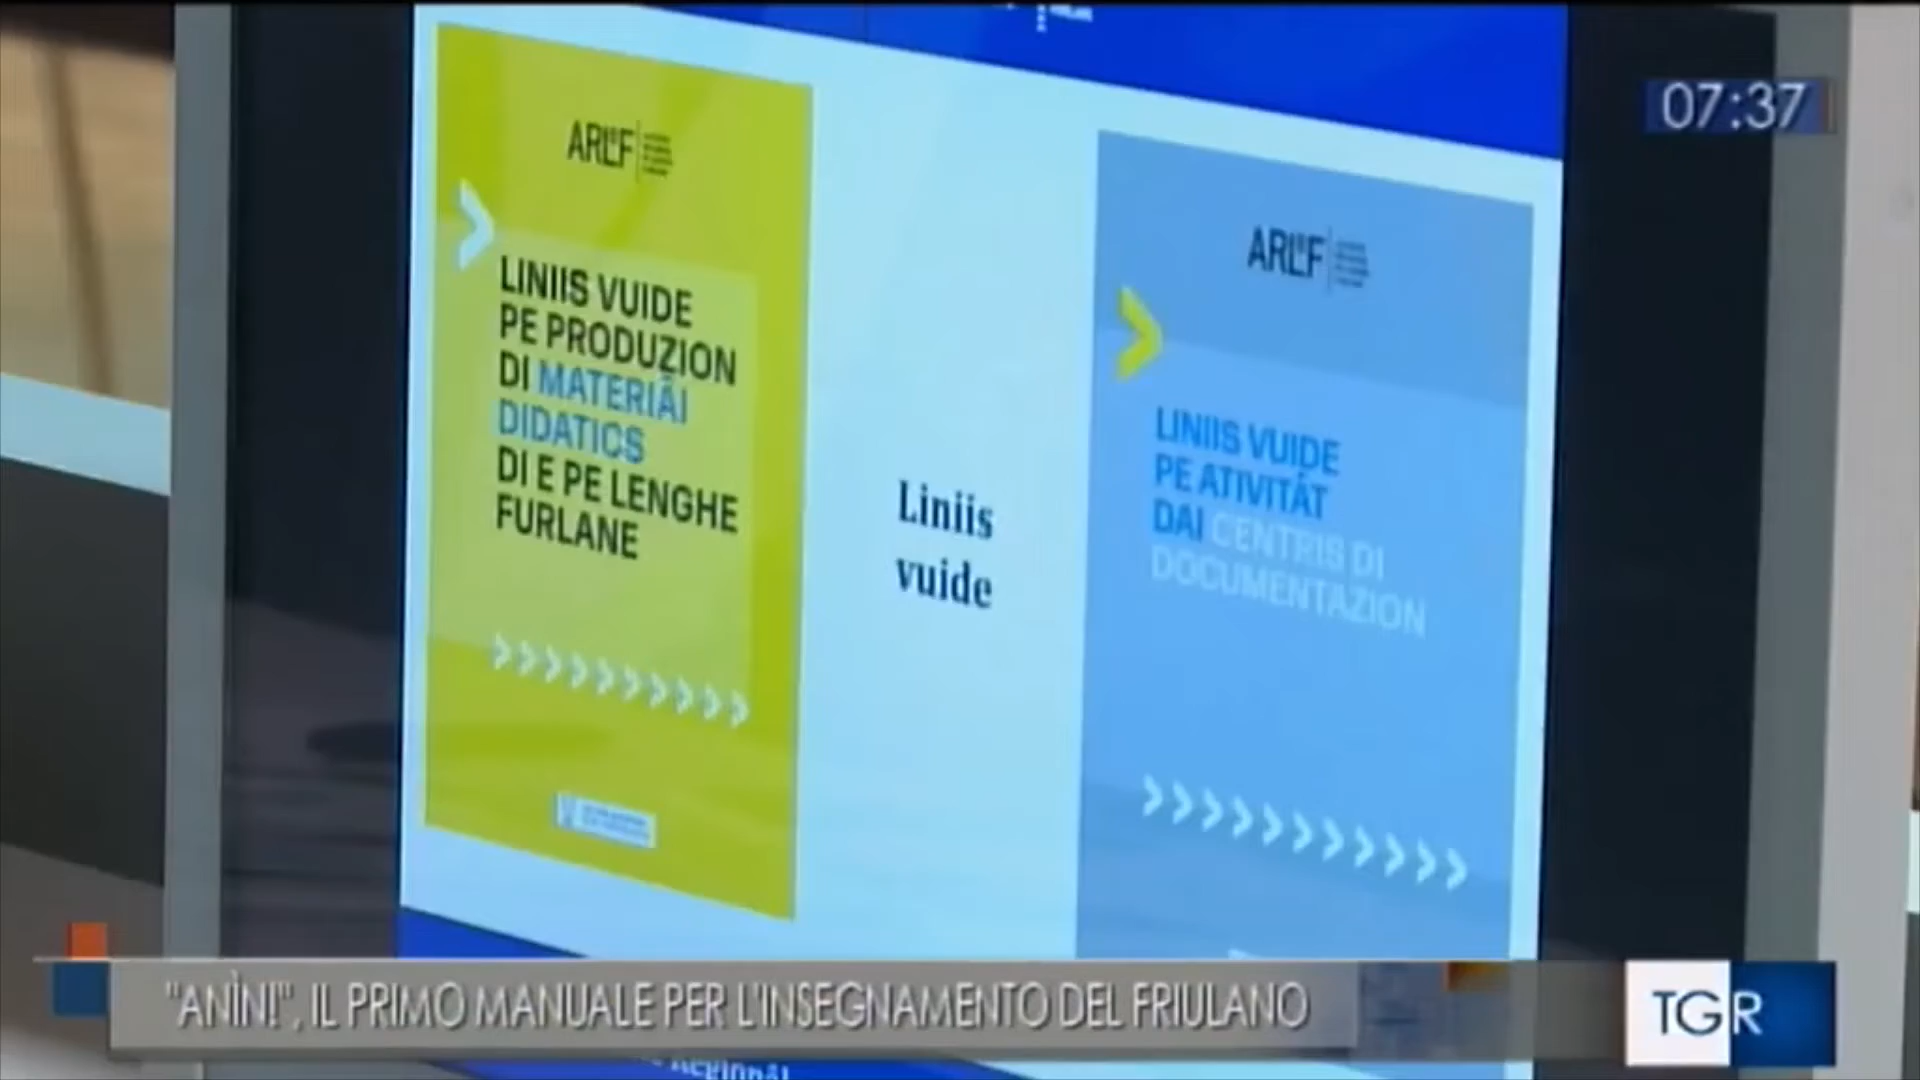 07:37
ARLeF
LINIIS VUIDE
PE PRODUZION
DI MATERIÂI
DIDATICS
DI E PE LENGHE
FURLANE
Liniis
vuide
ARLeF
LINIIS VUIDE
PE ATIVITÂT
DAI CENTRIS DI
DOCUMENTAZION
"ANÌN!", IL PRIMO MANUALE PER L'INSEGNAMENTO DEL FRIULANO
TGR
Regjonâl